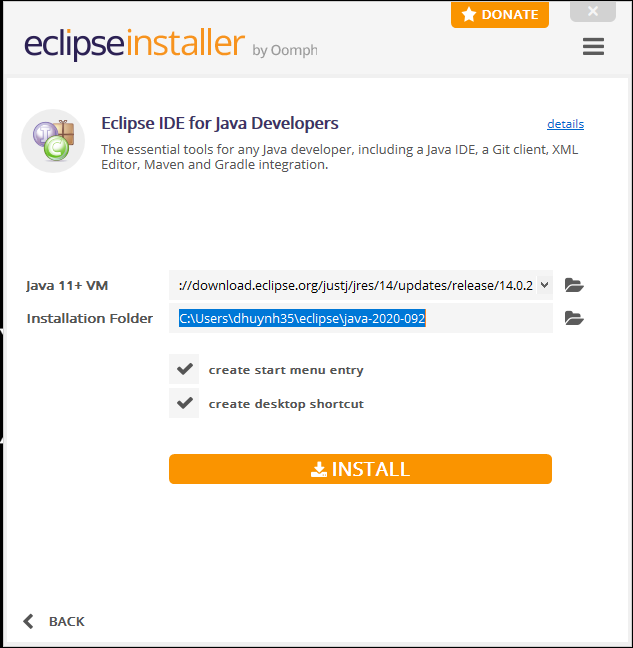 DONATE
eclipseinstaller by Oomph
Eclipse IDE for Java Developers
details
The essential tools for any Java developer, including a Java IDE, a Git client, XML
Editor, Maven and Gradle integration.
Java 11+ VM
://download.eclipse.org/justj/jres/14/updates/release/14.0.2
Installation Folder
C:\Users\dhuynh35\eclipse\java-2020-092
create start menu entry
create desktop shortcut
INSTALL
BACK